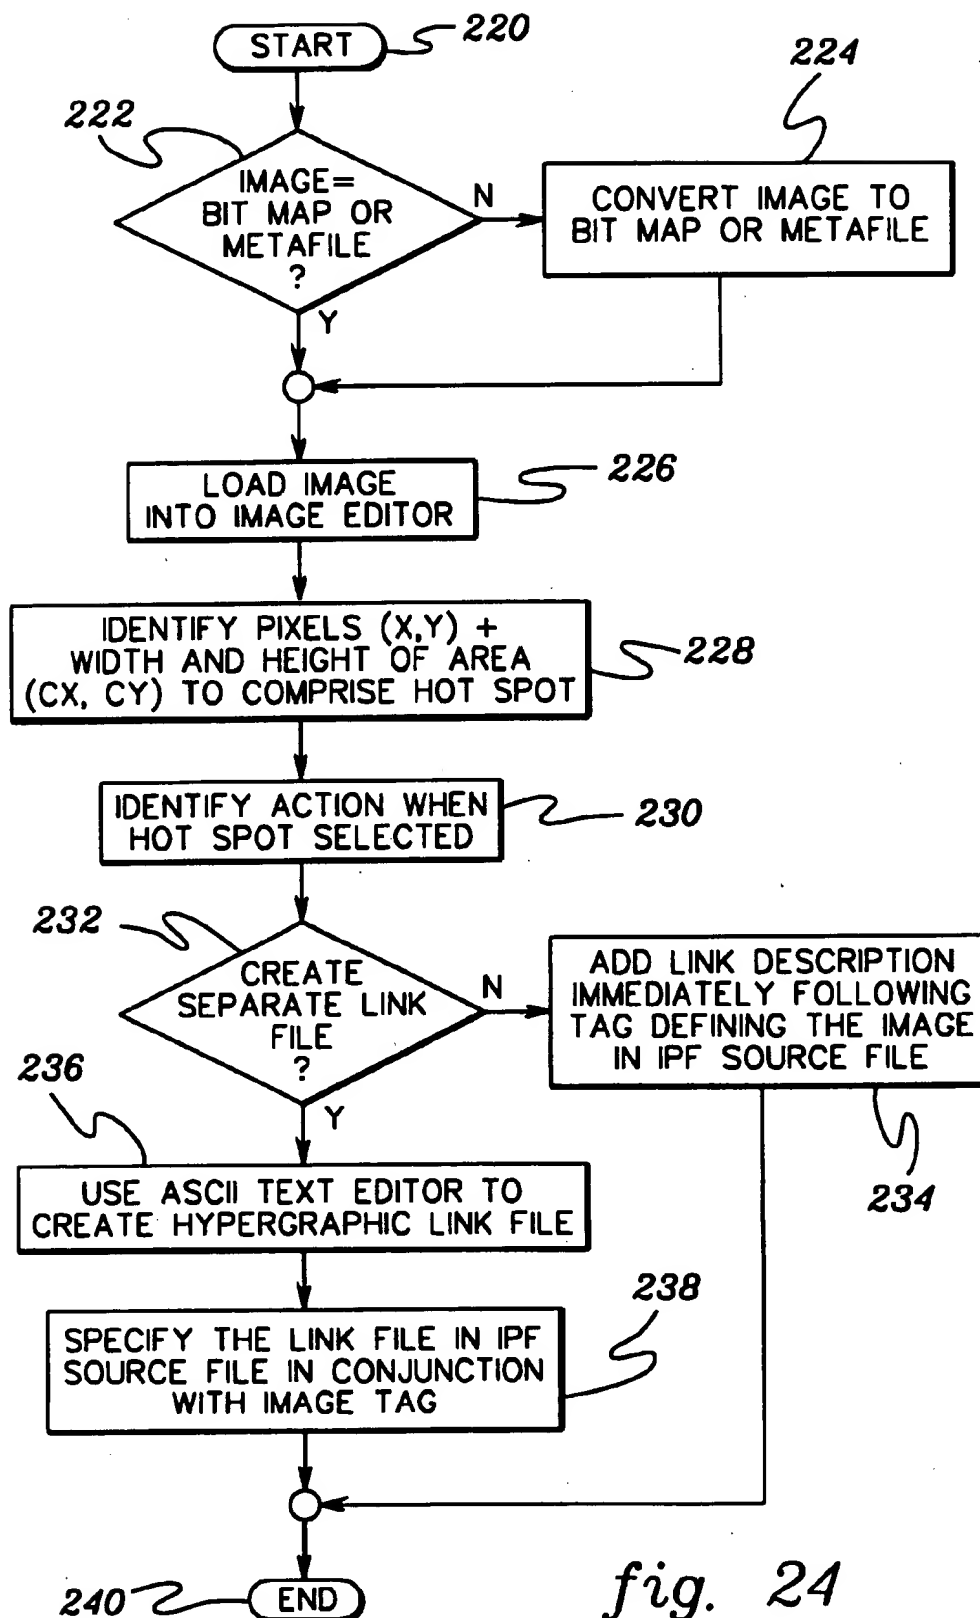 START
220
222
224
IMAGE=
BIT MAP OR
METAFILE
?
N
CONVERT IMAGE TO
BIT MAP OR METAFILE
Y
LOAD IMAGE
INTO IMAGE EDITOR
226
IDENTIFY PIXELS (X,Y) +
WIDTH AND HEIGHT OF AREA
(CX, CY) TO COMPRISE HOT SPOT
228
IDENTIFY ACTION WHEN
HOT SPOT SELECTED
230
232
CREATE
SEPARATE LINK
FILE
?
N
ADD LINK DESCRIPTION
IMMEDIATELY FOLLOWING
TAG DEFINING THE IMAGE
IN IPF SOURCE FILE
234
Y
236
USE ASCII TEXT EDITOR TO
CREATE HYPERGRAPHIC LINK FILE
238
SPECIFY THE LINK FILE IN IPF
SOURCE FILE IN CONJUNCTION
WITH IMAGE TAG
240
END
fig. 24